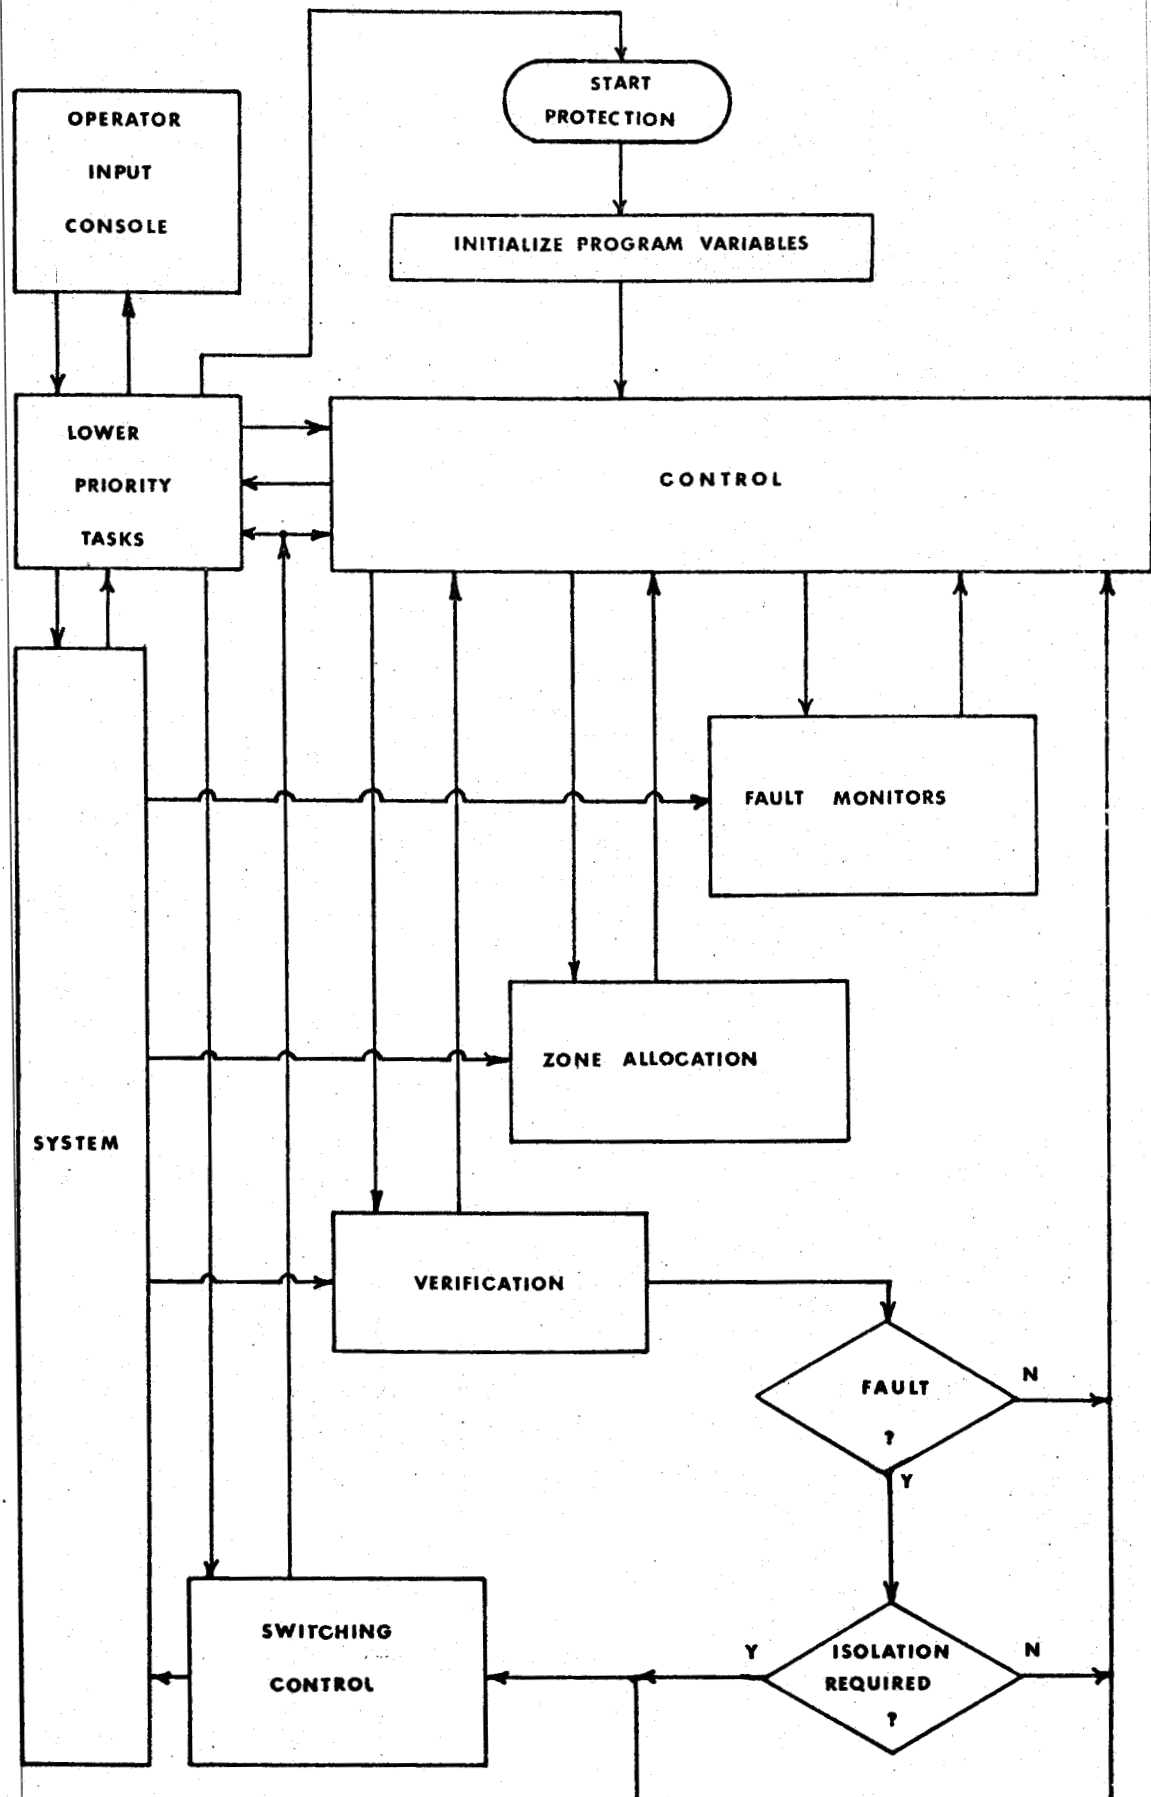 START
PROTECTION
OPERATOR
INPUT
CONSOLE
INITIALIZE PROGRAM VARIABLES
LOWER
PRIORITY
TASKS
CONTROL
FAULT MONITORS
ZONE ALLOCATION
SYSTEM
VERIFICATION
FAULT
?
N
Y
SWITCHING
CONTROL
Y
ISOLATION
REQUIRED
?
N